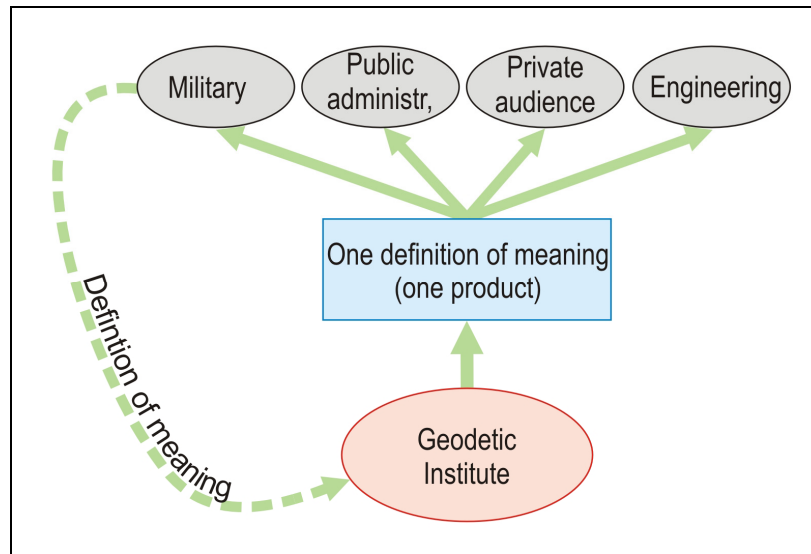 Military
Public
administr,
Private
audience
Engineering
One definition of meaning
(one product)
Defintion of meaning
Geodetic
Institute